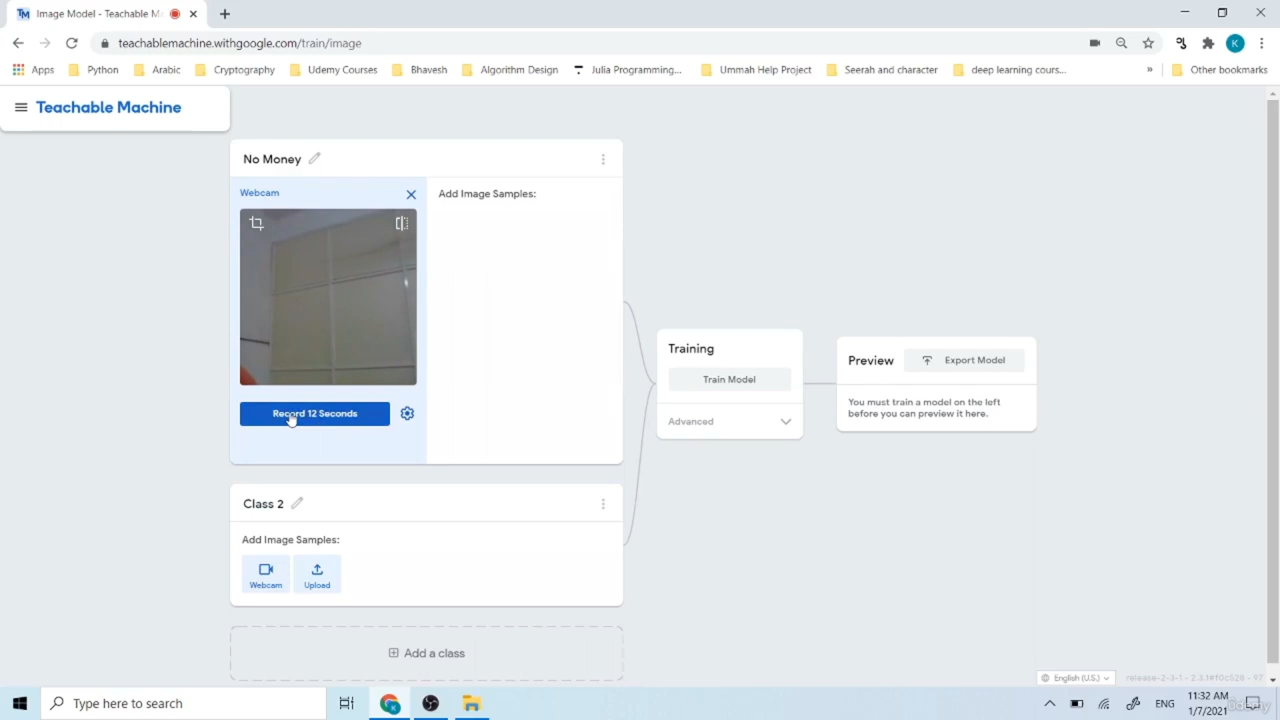 Image Model - Teachable M
teachablemachine.withgoogle.com/train/image
K
Apps
Python
Arabic
Cryptography
Udemy Courses
Bhavesh
Algorithm Design
Julia Programming...
Ummah Help Project
Seerah and character
deep learning cours...
»
Other bookmarks
Teachable Machine
No Money
Webcam
Add Image Samples:
Record 12 Seconds
Training
Train Model
Advanced
Preview
Export Model
You must train a model on the left
before you can preview it here.
Class 2
Add Image Samples:
Webcam
Upload
Add a class
English (U.S.)
Type here to search
ENG
11:32 AM
1/7/2021